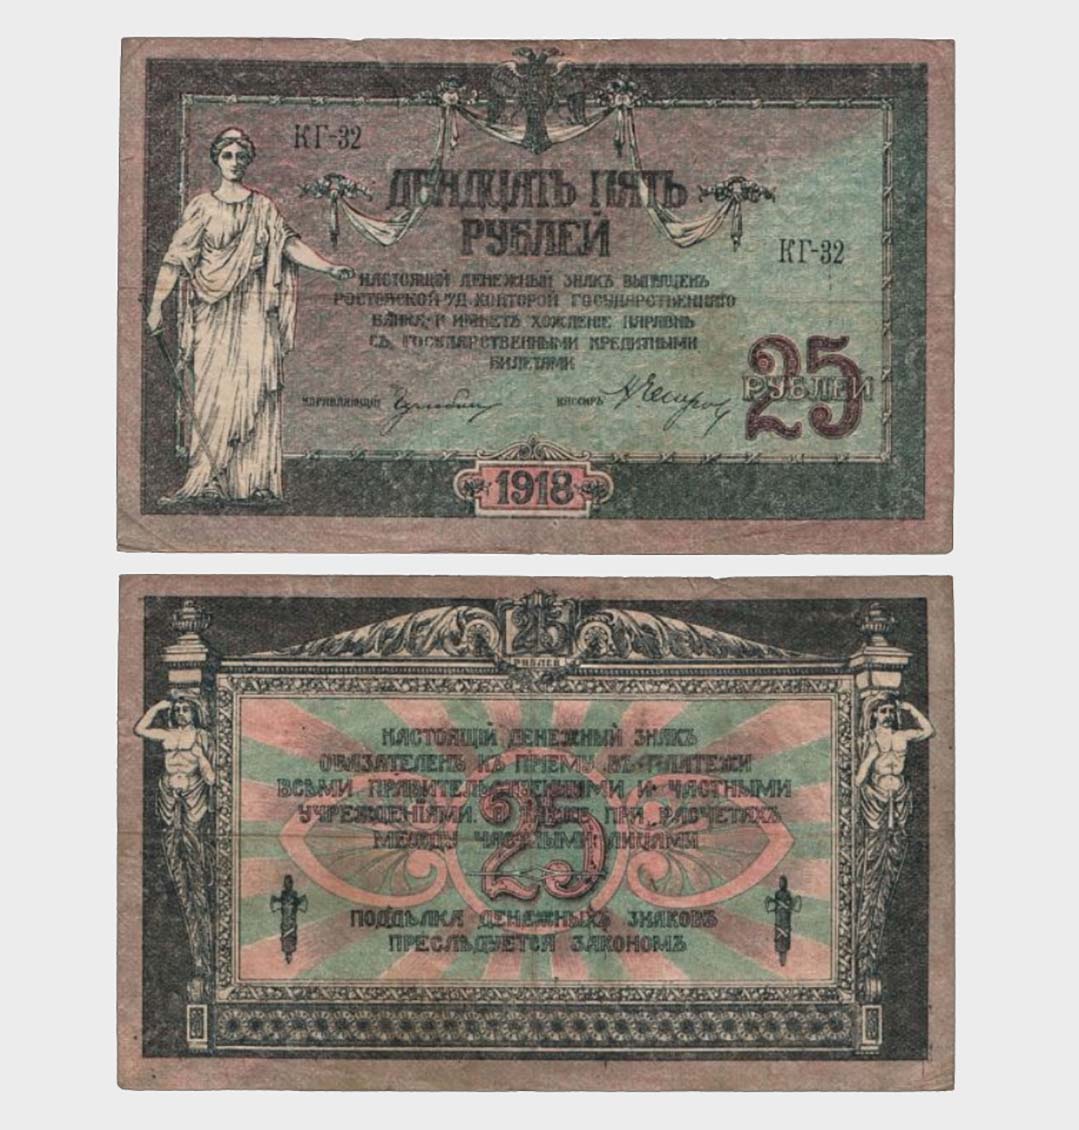 КГ-32
ДВАДЦАТЬ ПЯТЬ
РУБЛЕЙ
КГ-32
НАСТОЯЩІЙ ДЕНЕЖНЫЙ ЗНАКЪ ВЫПУЩЕНЪ
РОСТОВСКОЙ Н/Д. КОНТОРОЙ ГОСУДАРСТВЕННАГО
БАНКА И ИМѢЕТЪ ХОЖДЕНІЕ НАРАВНѢ
СЪ ГОСУДАРСТВЕННЫМИ КРЕДИТНЫМИ
БИЛЕТАМИ
25
РУБЛЕЙ
УПРАВЛЯЮЩІЙ
КАССИРЪ
1918
25
РУБЛЕЙ
НАСТОЯЩІЙ ДЕНЕЖНЫЙ ЗНАКЪ
ОБЯЗАТЕЛЕНЪ КЪ ПРІЕМУ ВЪ ПЛАТЕЖИ
ВСѢМИ ПРАВИТЕЛЬСТВЕННЫМИ И ЧАСТНЫМИ
УЧРЕЖДЕНІЯМИ, А ТАКЖЕ ПРИ РАСЧЕТАХЪ
МЕЖДУ ЧАСТНЫМИ ЛИЦАМИ
25
ПОДДѢЛКА ДЕНЕЖНЫХЪ ЗНАКОВЪ
ПРЕСЛѢДУЕТСЯ ЗАКОНОМЪ